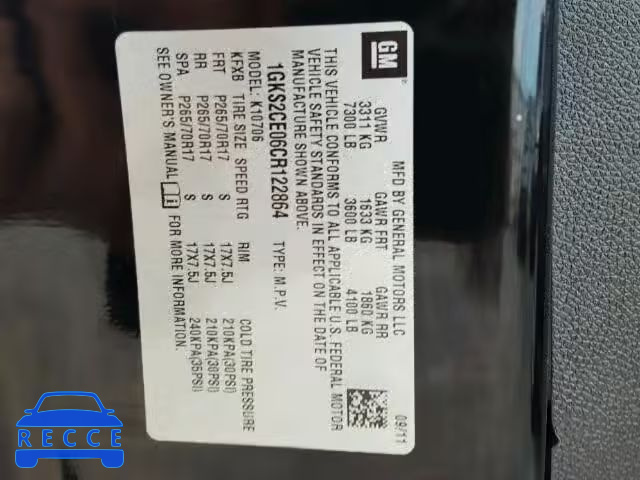 GM
MFD BY GENERAL MOTORS LLC
09/11
GVWR GAWR FRT GAWR RR
3311 KG 1633 KG 1860 KG
7300 LB 3600 LB 4100 LB
THIS VEHICLE CONFORMS TO ALL APPLICABLE U.S. FEDERAL MOTOR
VEHICLE SAFETY STANDARDS IN EFFECT ON THE DATE OF
MANUFACTURE SHOWN ABOVE.
1GKS2CE06CR122864 TYPE: M.P.V.
MODEL: K10706
KFXB TIRE SIZE SPEED RTG RIM COLD TIRE PRESSURE
FRT P265/70R17 S 17X7.5J 210KPA(30PSI)
RR P265/70R17 S 17X7.5J 210KPA(30PSI)
SPA P265/70R17 S 17X7.5J 240KPA(35PSI)
SEE OWNER'S MANUAL FOR MORE INFORMATION.
RECCE